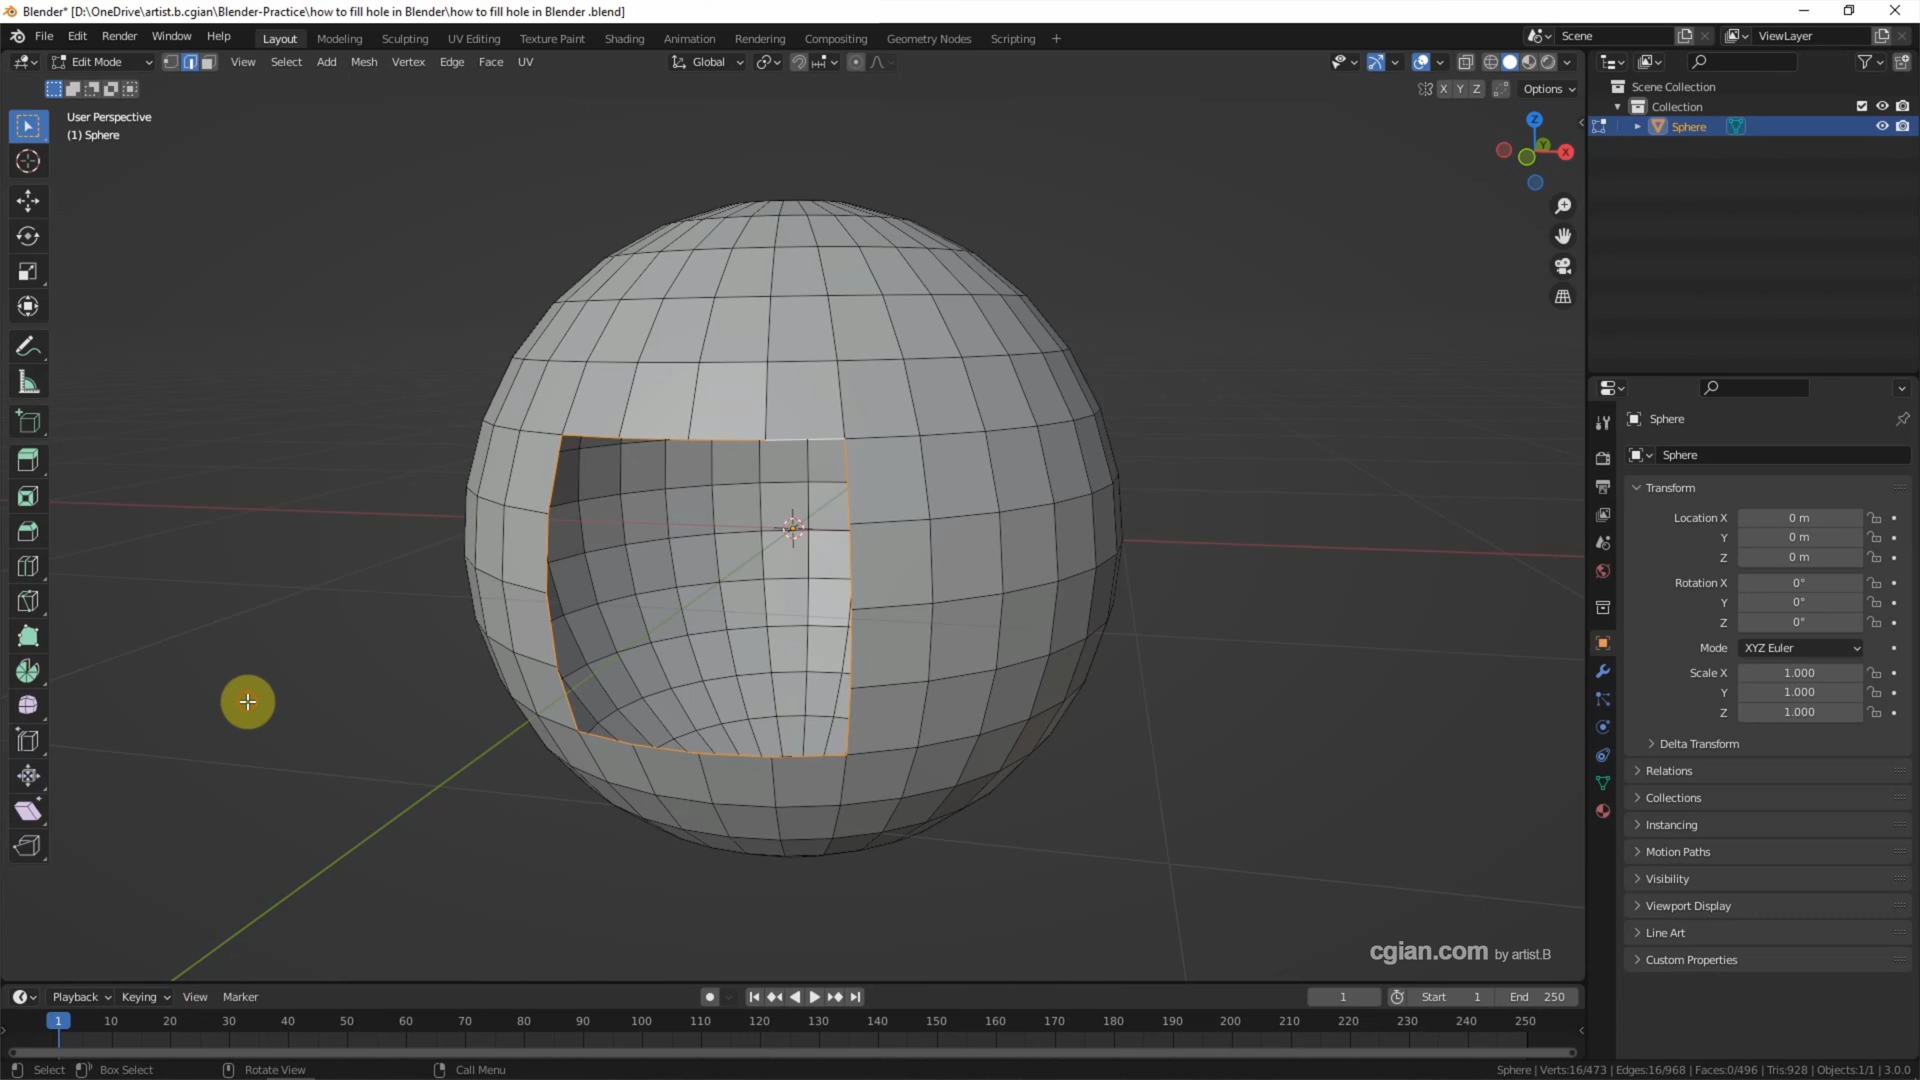 Blender* [D:\OneDrive\artist.b.cgian\Blender-Practice\how to fill hole in Blender\how to fill hole in Blender .blend]
File Edit Render Window Help Layout Modeling Sculpting UV Editing Texture Paint Shading Animation Rendering Compositing Geometry Nodes Scripting + Scene ViewLayer
Edit Mode View Select Add Mesh Vertex Edge Face UV Global
X Y Z Options
User Perspective
(1) Sphere
Z
Y
X
Scene Collection
Collection
Sphere
Sphere
Sphere
Transform
Location X 0 m
Y 0 m
Z 0 m
Rotation X 0°
Y 0°
Z 0°
Mode XYZ Euler
Scale X 1.000
Y 1.000
Z 1.000
Delta Transform
Relations
Collections
Instancing
Motion Paths
Visibility
Viewport Display
Line Art
Custom Properties
cgian.com by artist.B
Playback Keying View Marker 1 Start 1 End 250
1 10 20 30 40 50 60 70 80 90 100 110 120 130 140 150 160 170 180 190 200 210 220 230 240 250
Select Box Select Rotate View Call Menu Sphere | Verts:16/473 | Edges:16/968 | Faces:0/496 | Tris:928 | Objects:1/1 | 3.0.0